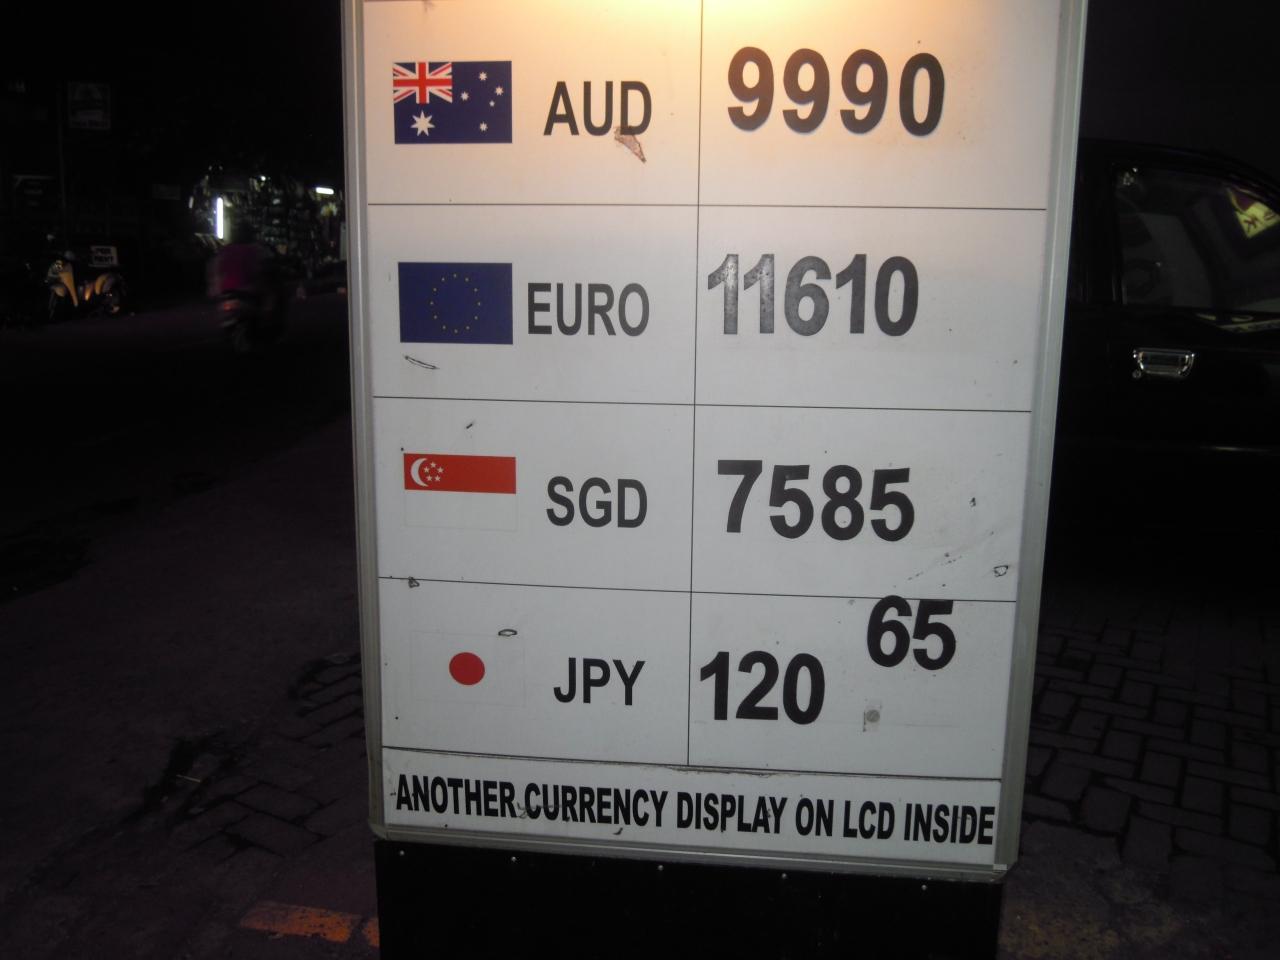 AUD 9990
EURO 11610
SGD 7585
JPY 120 65
ANOTHER CURRENCY DISPLAY ON LCD INSIDE